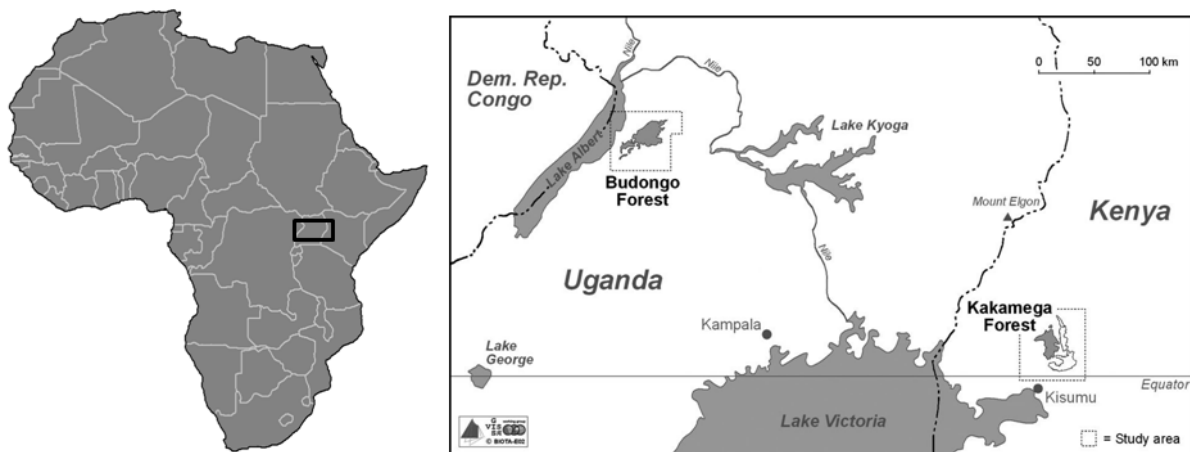 Nile
Nile
0 50 100 km
Dem. Rep.
Congo
Lake Kyoga
Lake Albert
Budongo
Forest
Mount Elgon
Kenya
Nile
Uganda
Kakamega
Forest
Kampala
Lake
George
Equator
Kisumu
Lake Victoria
© BIOTA-E02
= Study area